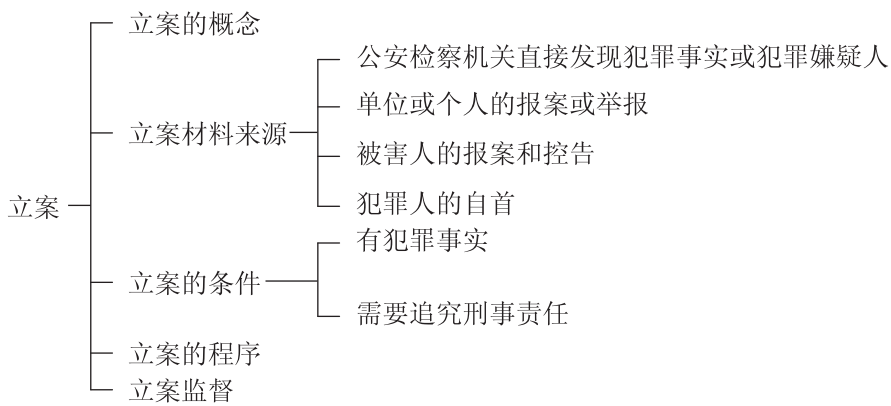 立案
立案的概念
立案材料来源
公安检察机关直接发现犯罪事实或犯罪嫌疑人
单位或个人的报案或举报
被害人的报案和控告
犯罪人的自首
立案的条件
有犯罪事实
需要追究刑事责任
立案的程序
立案监督